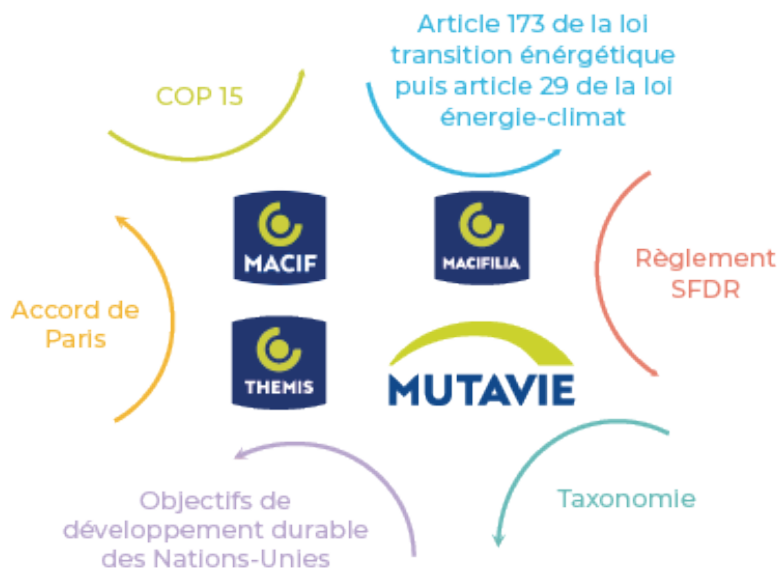 Article 173 de la loi
transition énérgétique
puis article 29 de la loi
énergie-climat
COP 15
MACIF
MACIFILIA
Règlement
SFDR
Accord de
Paris
THEMIS
MUTAVIE
Objectifs de
développement durable
des Nations-Unies
Taxonomie